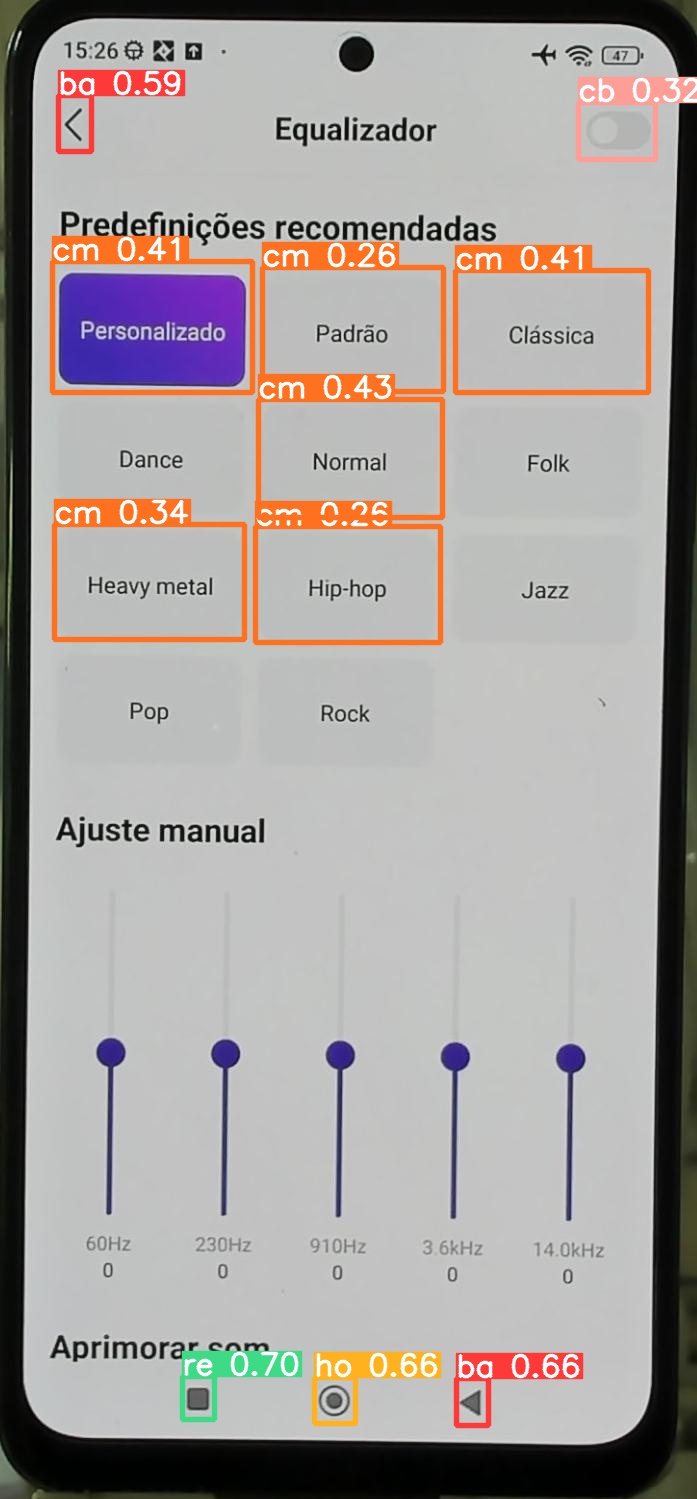 15:26
47
ba 0.59
cb 0.32
Equalizador
Predefinições recomendadas
cm 0.41
cm 0.26
cm 0.41
Personalizado
Padrão
Clássica
cm 0.43
Dance
Normal
Folk
cm 0.34
cm 0.26
Heavy metal
Hip-hop
Jazz
Pop
Rock
Ajuste manual
60Hz
230Hz
910Hz
3.6kHz
14.0kHz
0
0
0
0
0
Aprimorar som
re 0.70
ho 0.66
ba 0.66